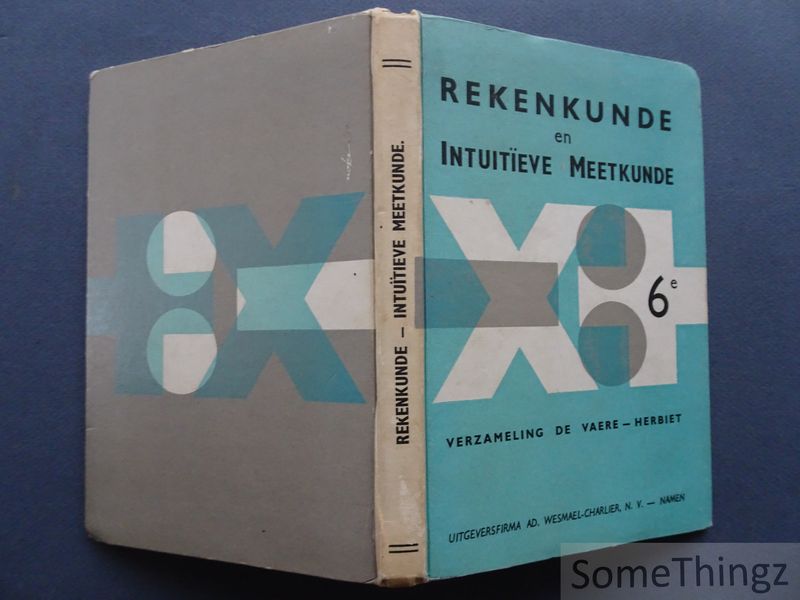 REKENKUNDE
en
INTUITÏEVE MEETKUNDE
6e
VERZAMELING DE VAERE – HERBIET
UITGEVERSFIRMA AD. WESMAEL-CHARLIER, N. V. — NAMEN
REKENKUNDE – INTUÏTIEVE MEETKUNDE.
SomeThingz